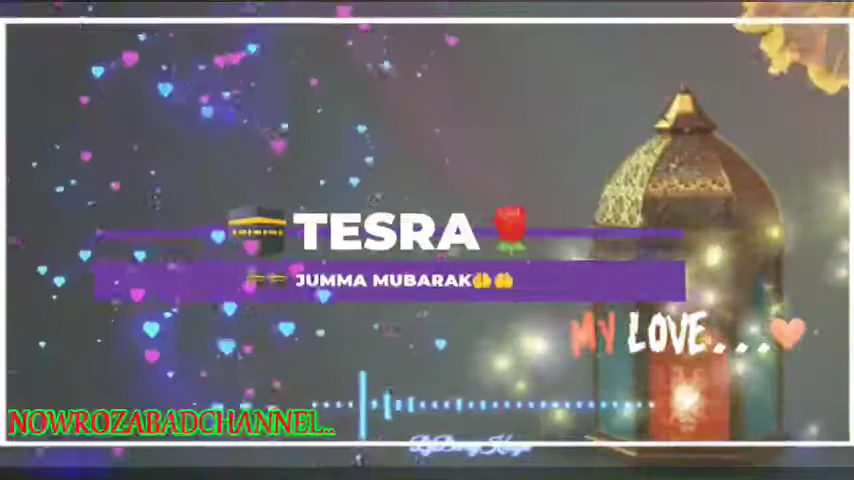 🕋TESRA🌹
JUMMA MUBARAK🤲🤲
MY LOVE...
NOWROZABADCHANNEL..